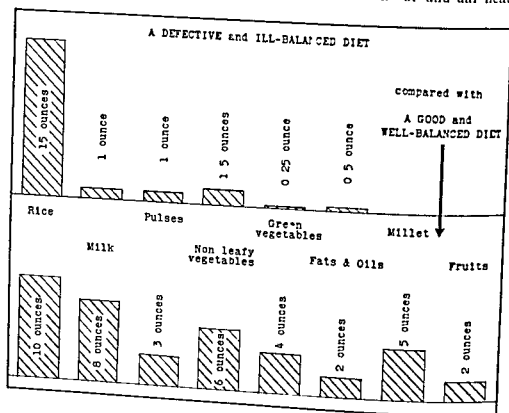 A DEFECTIVE and ILL-BALANCED DIET
compared with
A GOOD and
WELL-BALANCED DIET
15 ounces
1 ounce
1 ounce
1 5 ounces
0 25 ounce
0 5 ounce
Rice
Milk
Pulses
Non leafy
vegetables
Green
vegetables
Fats & Oils
Millet
Fruits
10 ounces
8 ounces
3 ounces
6 ounces
4 ounces
2 ounces
5 ounces
2 ounces